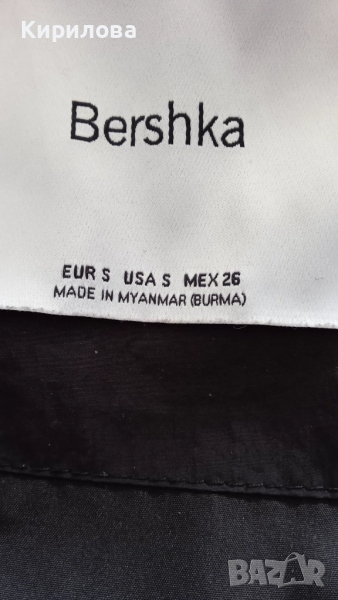 Кирилова
Bershka
EUR S USA S MEX 26
MADE IN MYANMAR (BURMA)
BAZAR